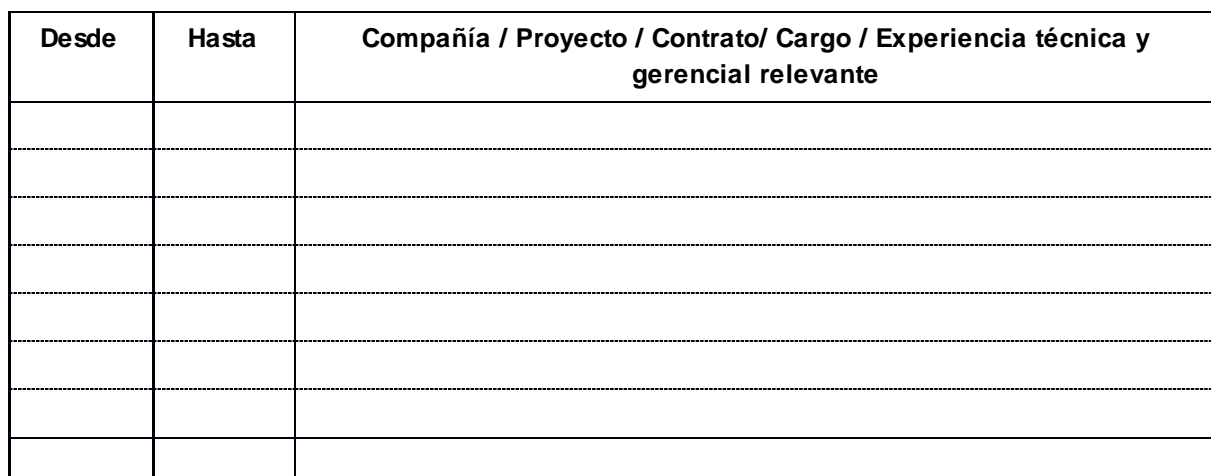 Desde Hasta Compañía / Proyecto / Contrato/ Cargo / Experiencia técnica y
gerencial relevante